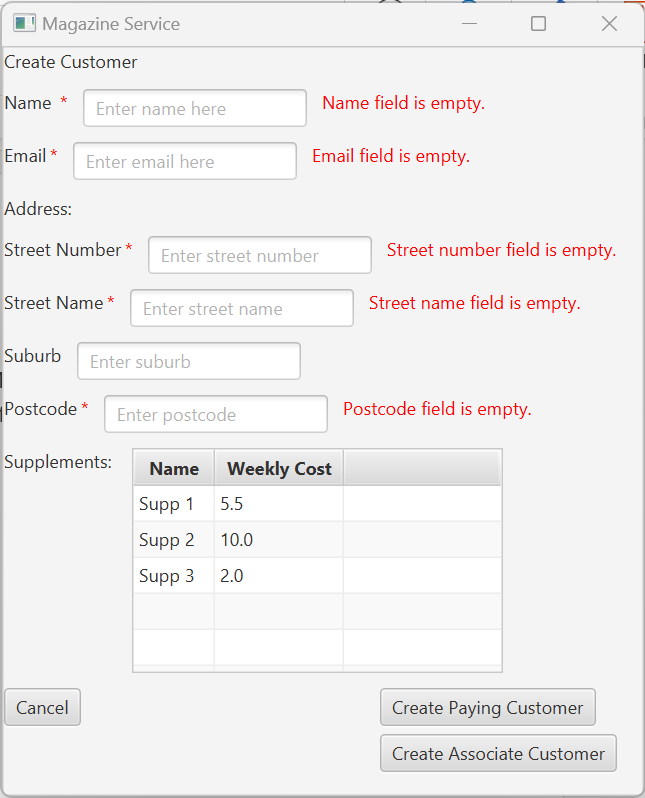 Magazine Service
Create Customer
Name * Enter name here Name field is empty.
Email * Enter email here Email field is empty.
Address:
Street Number * Enter street number Street number field is empty.
Street Name * Enter street name Street name field is empty.
Suburb Enter suburb
Postcode * Enter postcode Postcode field is empty.
Supplements: Name Weekly Cost
Supp 1 5.5
Supp 2 10.0
Supp 3 2.0
Cancel Create Paying Customer
Create Associate Customer